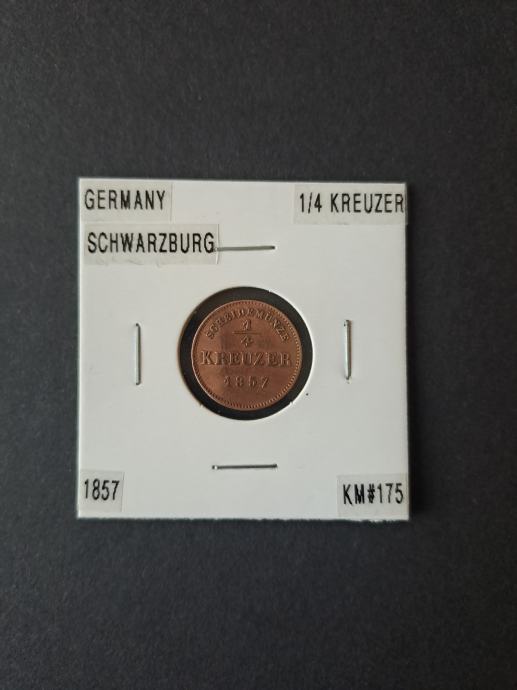 GERMANY
1/4 KREUZER
SCHWARZBURG
SCHEIDEMÜNZE
1/4
KREUZER
1857
1857
KM#175